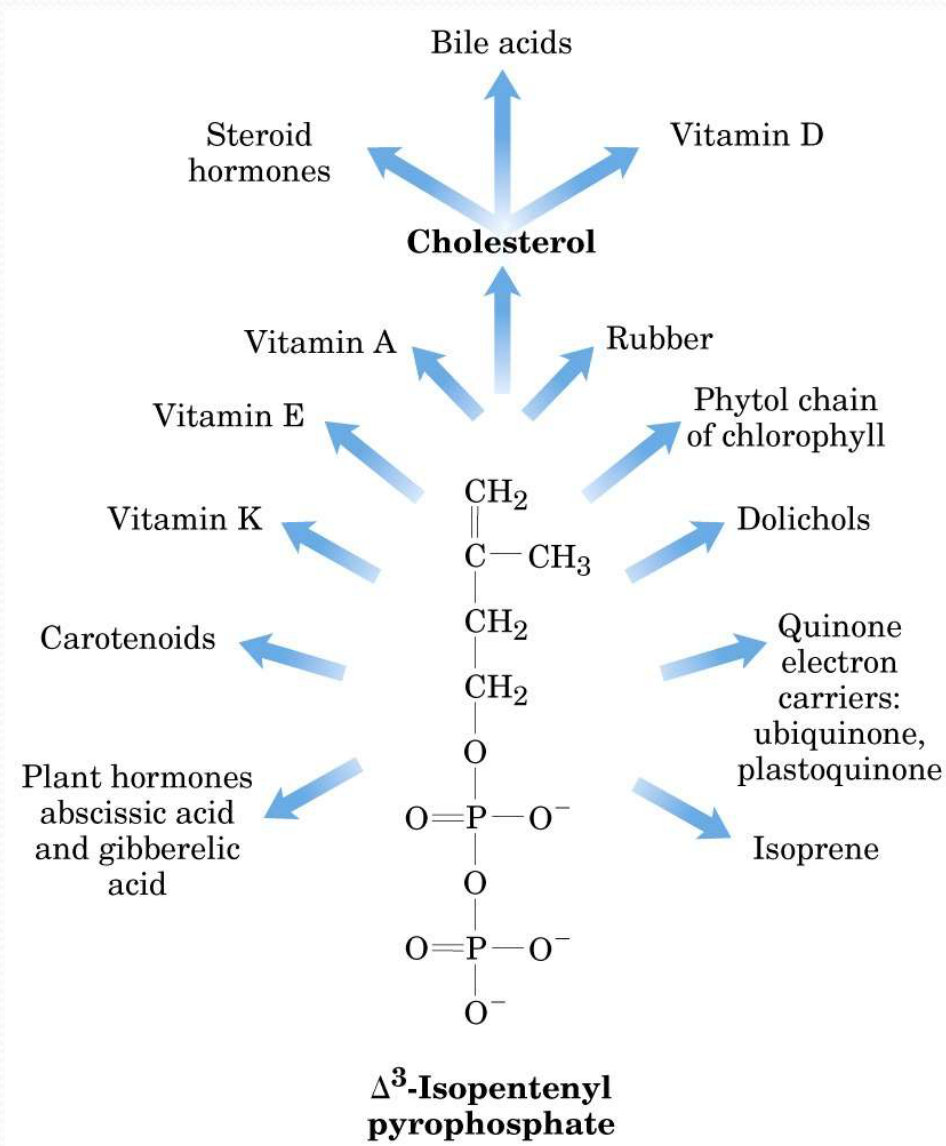 Bile acids
Steroid
hormones
Vitamin D
Cholesterol
Vitamin A
Rubber
Vitamin E
Phytol chain
of chlorophyll
Vitamin K
Dolichols
Carotenoids
Quinone
electron
carriers:
ubiquinone,
plastoquinone
Plant hormones
abscissic acid
and gibberelic
acid
Isoprene
CH₂
C—CH₃
CH₂
CH₂
O
O=P—O⁻
O
O=P—O⁻
O⁻
Δ³-Isopentenyl
pyrophosphate